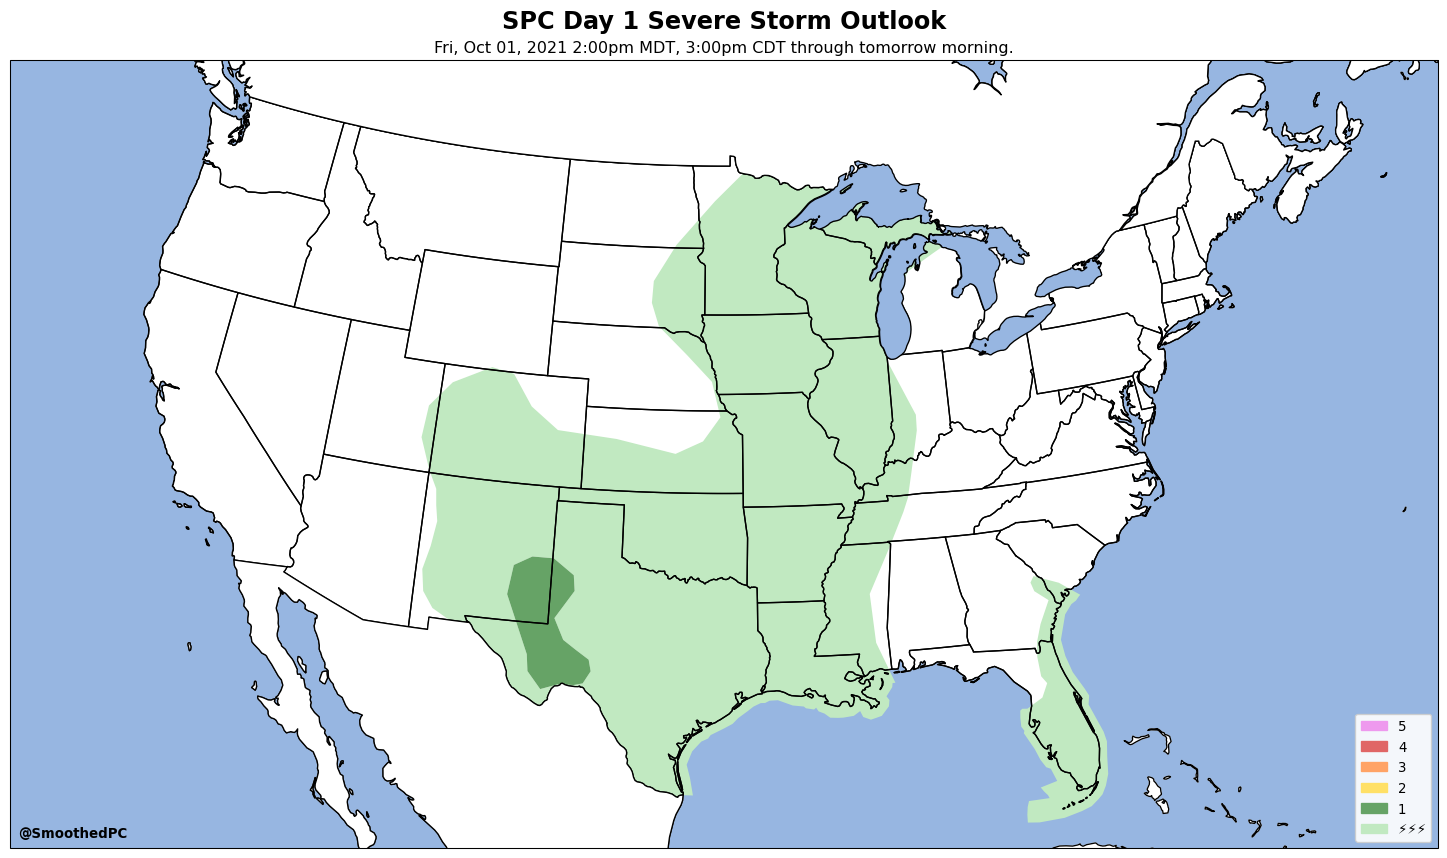 SPC Day 1 Severe Storm Outlook
Fri, Oct 01, 2021 2:00pm MDT, 3:00pm CDT through tomorrow morning.
5
4
3
2
1
⚡⚡⚡
@SmoothedPC